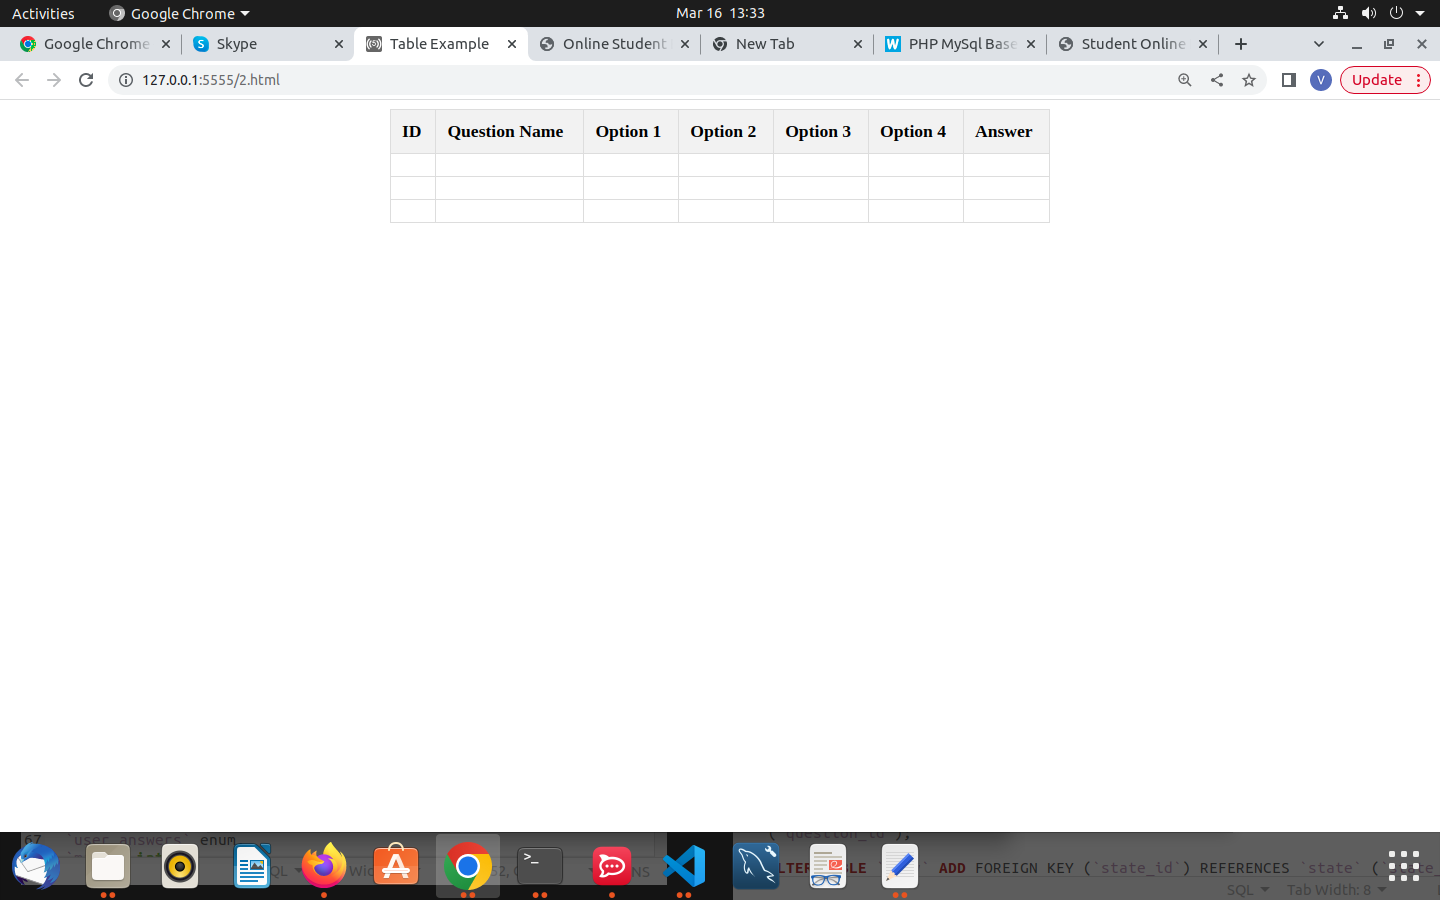 Activities Google Chrome Mar 16 13:33
Google Chrome Skype Table Example Online Student New Tab PHP MySql Base Student Online
127.0.0.1:5555/2.html V Update
ID Question Name Option 1 Option 2 Option 3 Option 4 Answer
67 `user_answers` enum
(`question_id`);
ADD FOREIGN KEY (`state_id`) REFERENCES `state` (
SQL Tab Width: 8